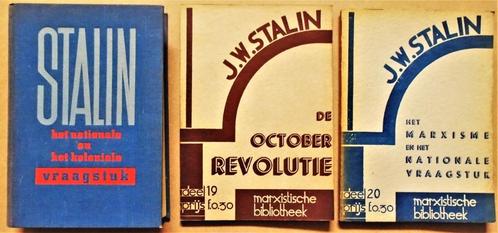 STALIN
het nationale
en
het koloniale
vraagstuk
J.W. STALIN
DE
OCTOBER
REVOLUTIE
deel 19
prijs f.0.30
marxistische
bibliotheek
J.W. STALIN
HET
MARXISME
EN HET
NATIONALE
VRAAGSTUK
deel 20
prijs f.0.30
marxistische
bibliotheek